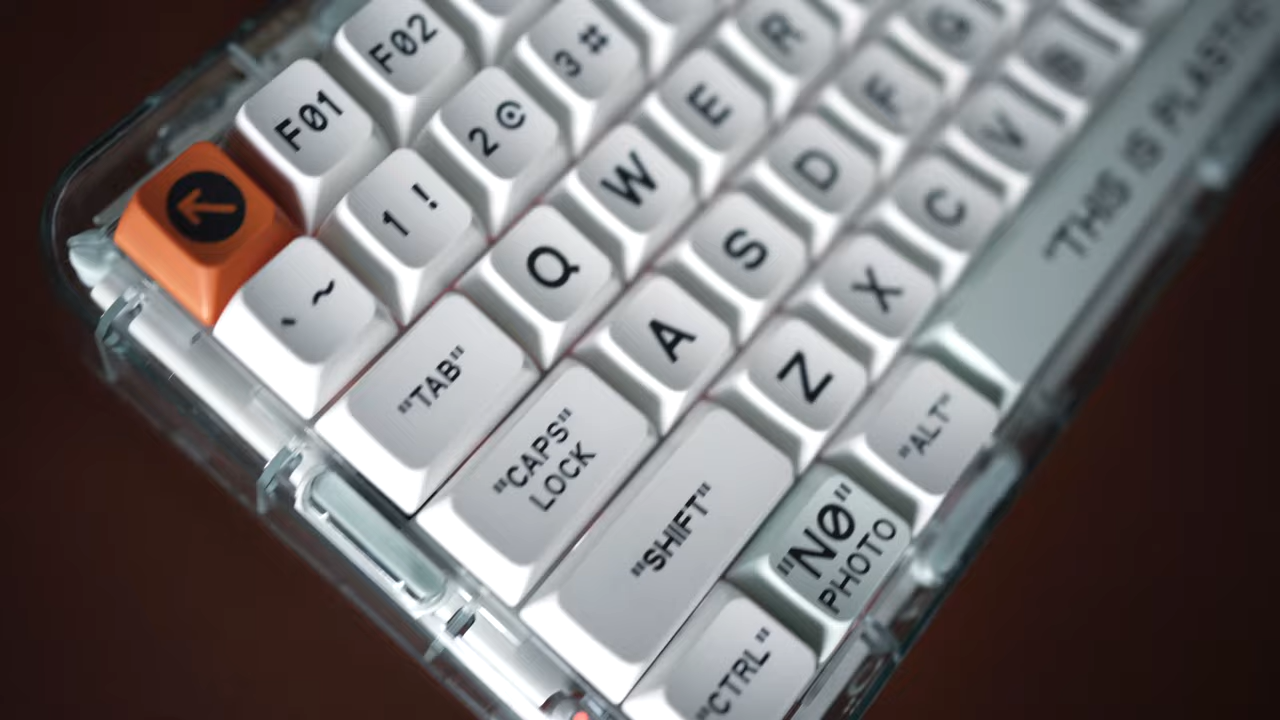 F01 F02
` ~ 1 ! 2 @ 3 #
"TAB" Q W E R
"CAPS"
LOCK
A S D F G
"SHIFT" Z X C V B
"CTRL" "NO"
PHOTO
"ALT" "THIS IS PLASTIC